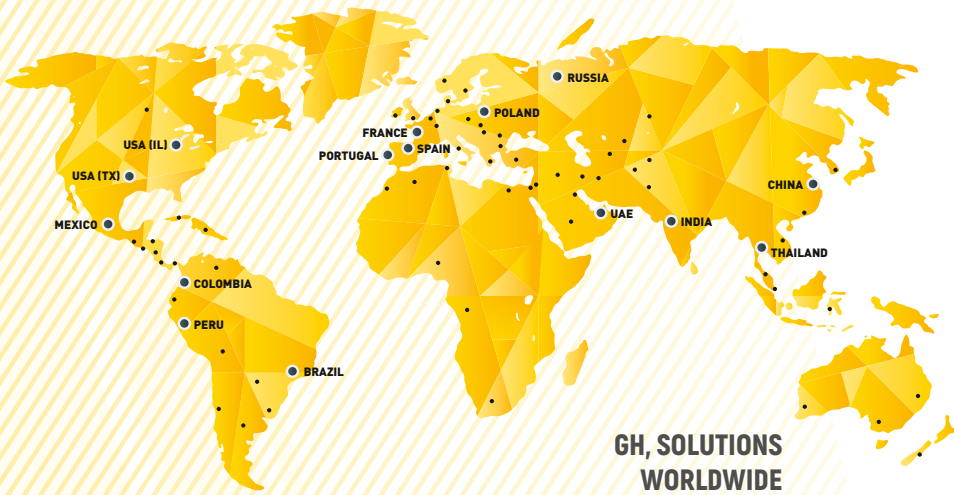 RUSSIA
POLAND
FRANCE
SPAIN
PORTUGAL
USA (IL)
USA (TX)
MEXICO
CHINA
UAE
INDIA
THAILAND
COLOMBIA
PERU
BRAZIL
GH, SOLUTIONS
WORLDWIDE